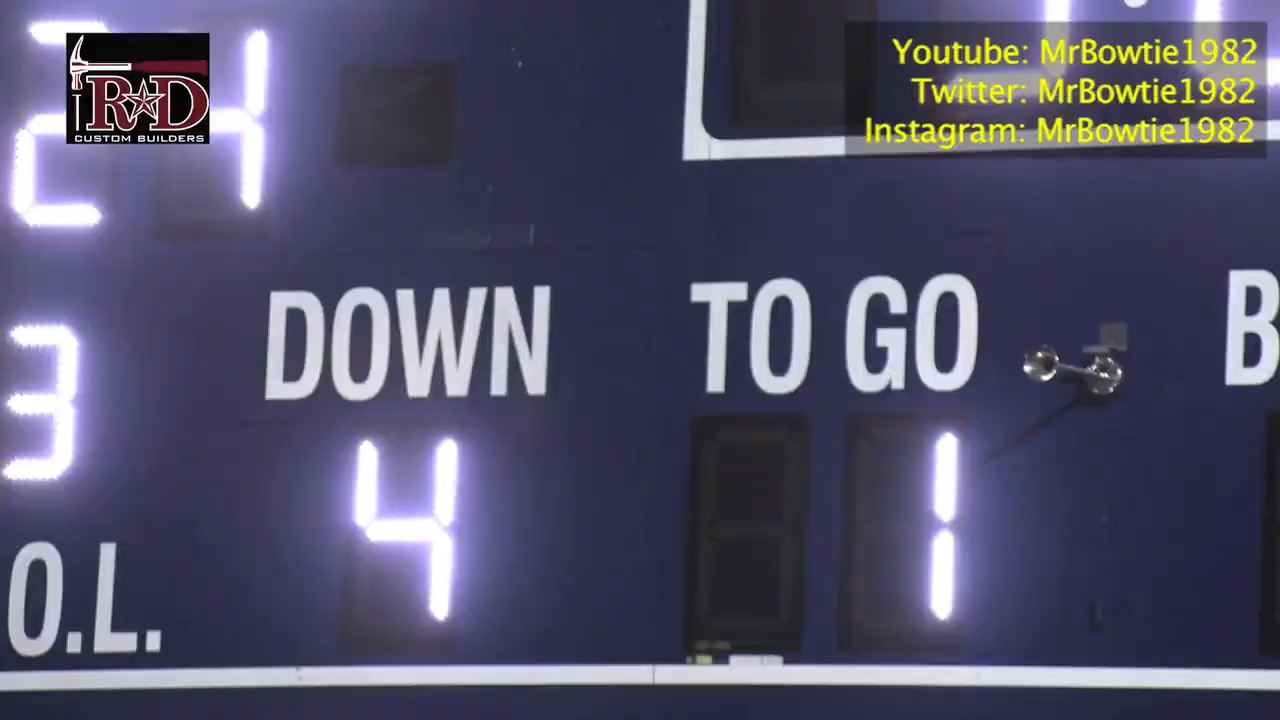 Youtube: MrBowtie1982
Twitter: MrBowtie1982
Instagram: MrBowtie1982
R D
CUSTOM BUILDERS
24
DOWN TO GO B
3
4 1
O.L.